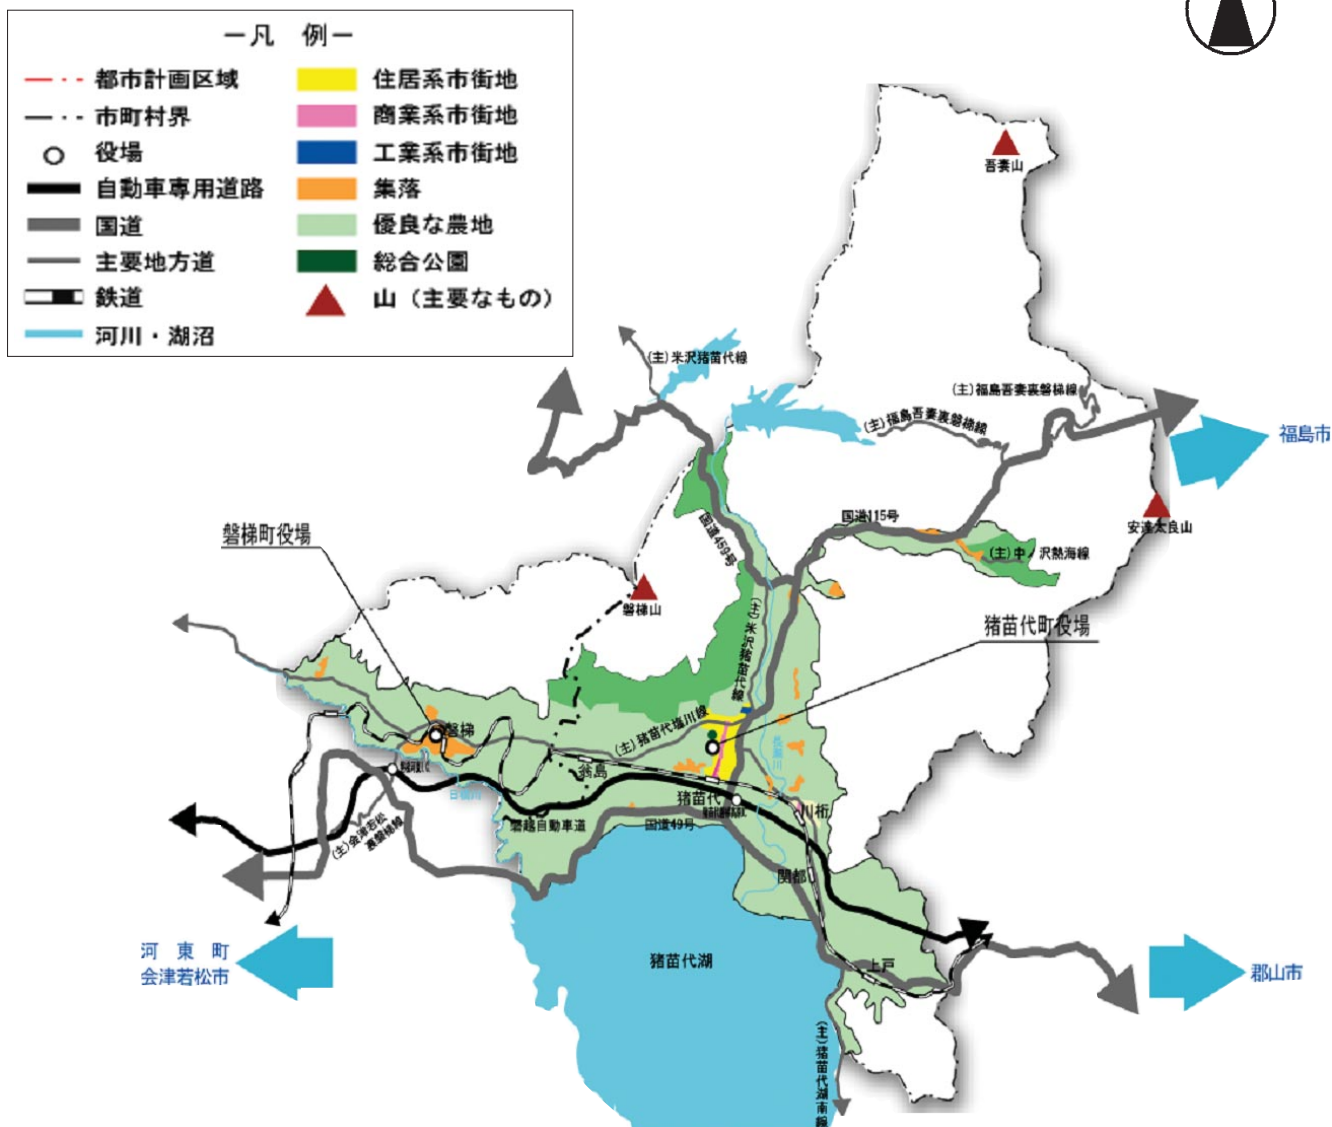 －凡　例－
都市計画区域
市町村界
役場
自動車専用道路
国道
主要地方道
鉄道
河川・湖沼
住居系市街地
商業系市街地
工業系市街地
集落
優良な農地
総合公園
山（主要なもの）
吾妻山
(主)米沢猪苗代線
(主)福島吾妻裏磐梯線
(主)福島吾妻裏磐梯線
福島市
国道115号
安達太良山
(主)中ノ沢熱海線
国道459号
磐梯町役場
磐梯山
(主)米沢猪苗代線
猪苗代町役場
(主)猪苗代塩川線
磐梯
翁島
長瀬川
日橋川
猪苗代
川桁
磐越自動車道
国道49号
(主)会津若松
裏磐梯線
関都
河　東　町
会津若松市
猪苗代湖
上戸
郡山市
(主)猪苗代湖南線